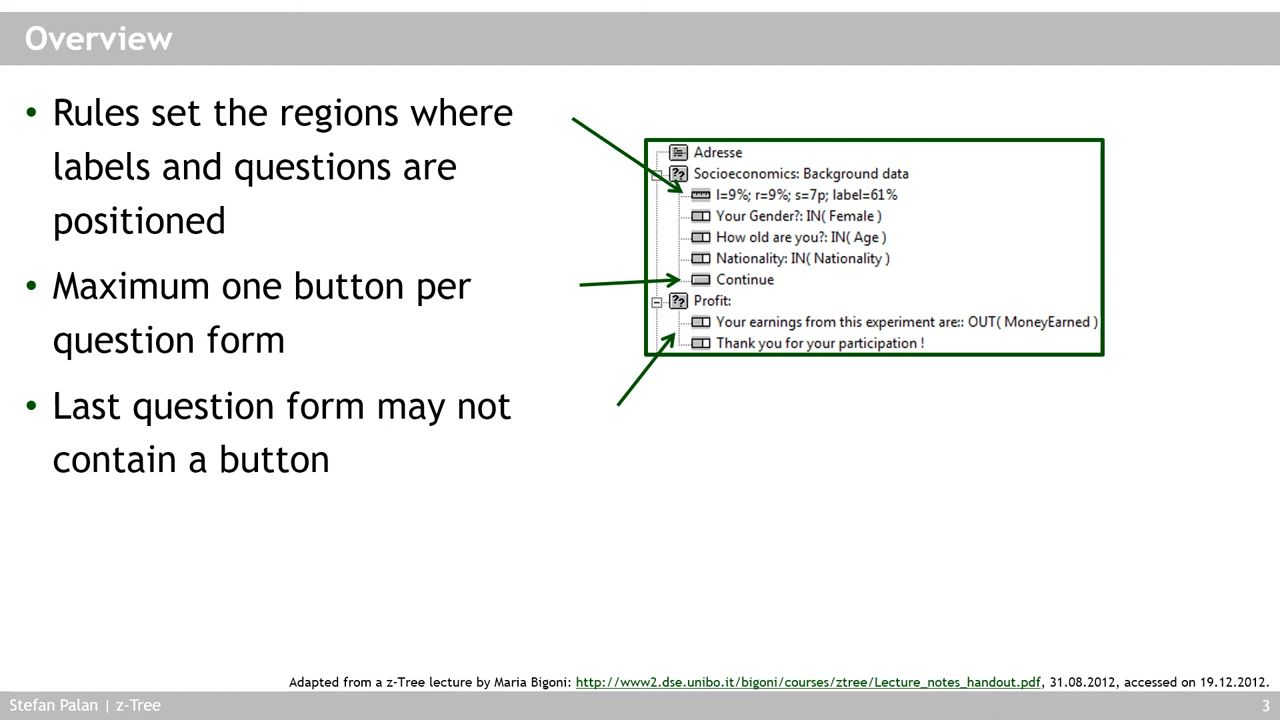 Overview
• Rules set the regions where
labels and questions are
positioned
• Maximum one button per
question form
• Last question form may not
contain a button
Adresse
Socioeconomics: Background data
l=9%; r=9%; s=7p; label=61%
Your Gender?: IN( Female )
How old are you?: IN( Age )
Nationality: IN( Nationality )
Continue
Profit:
Your earnings from this experiment are:: OUT( MoneyEarned )
Thank you for your participation !
Adapted from a z-Tree lecture by Maria Bigoni: http://www2.dse.unibo.it/bigoni/courses/ztree/Lecture_notes_handout.pdf, 31.08.2012, accessed on 19.12.2012.
Stefan Palan | z-Tree
3